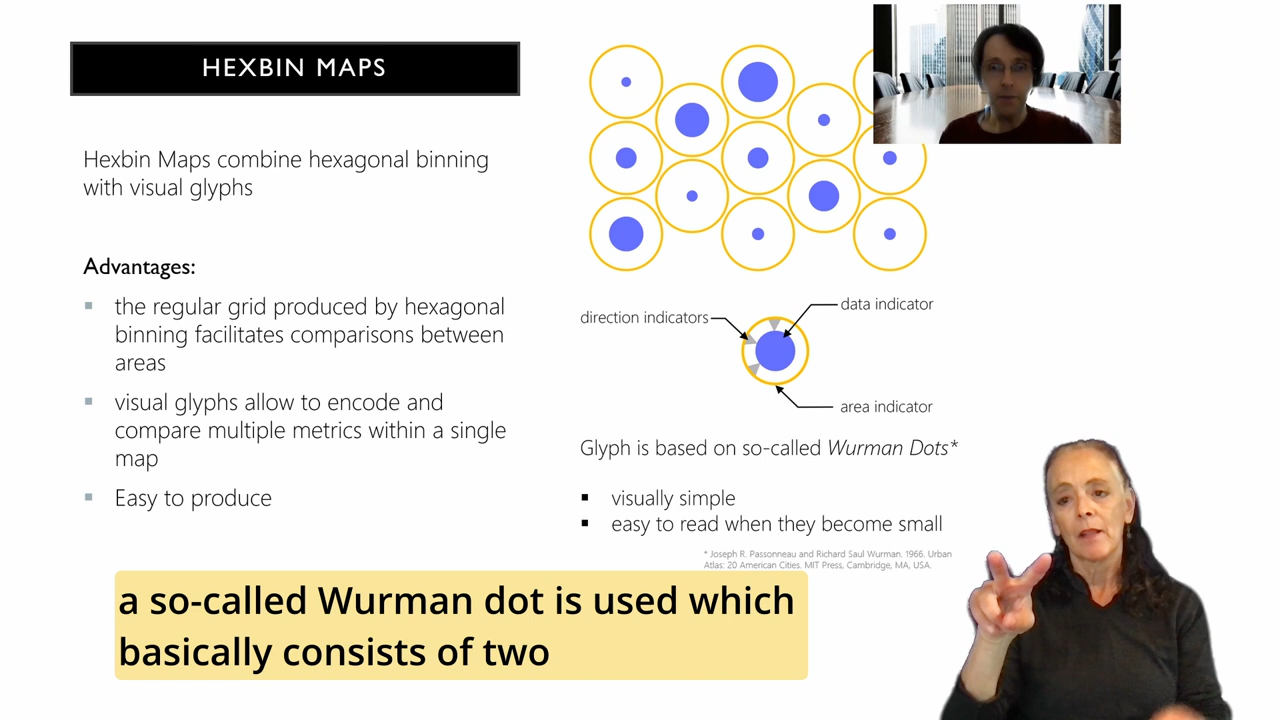 HEXBIN MAPS
Hexbin Maps combine hexagonal binning
with visual glyphs
Advantages:
the regular grid produced by hexagonal
binning facilitates comparisons between
areas
visual glyphs allow to encode and
compare multiple metrics within a single
map
Easy to produce
data indicator
direction indicators
area indicator
Glyph is based on so-called Wurman Dots*
visually simple
easy to read when they become small
* Joseph R. Passonneau and Richard Saul Wurman. 1966. Urban
Atlas: 20 American Cities. MIT Press, Cambridge, MA, USA.
a so-called Wurman dot is used which
basically consists of two